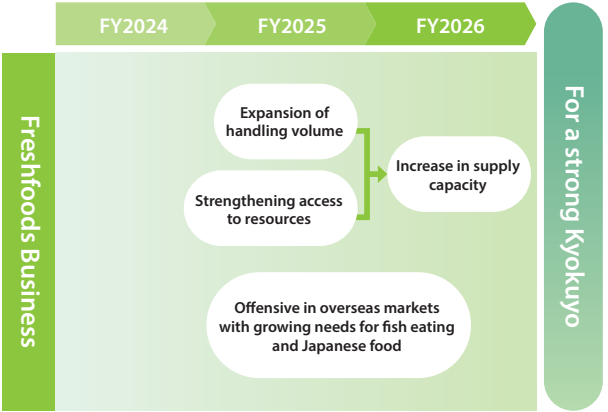 FY2024
FY2025
FY2026
Freshfoods Business
Expansion of
handling volume
Strengthening access
to resources
Increase in supply
capacity
Offensive in overseas markets
with growing needs for fish eating
and Japanese food
For a strong Kyokuyo